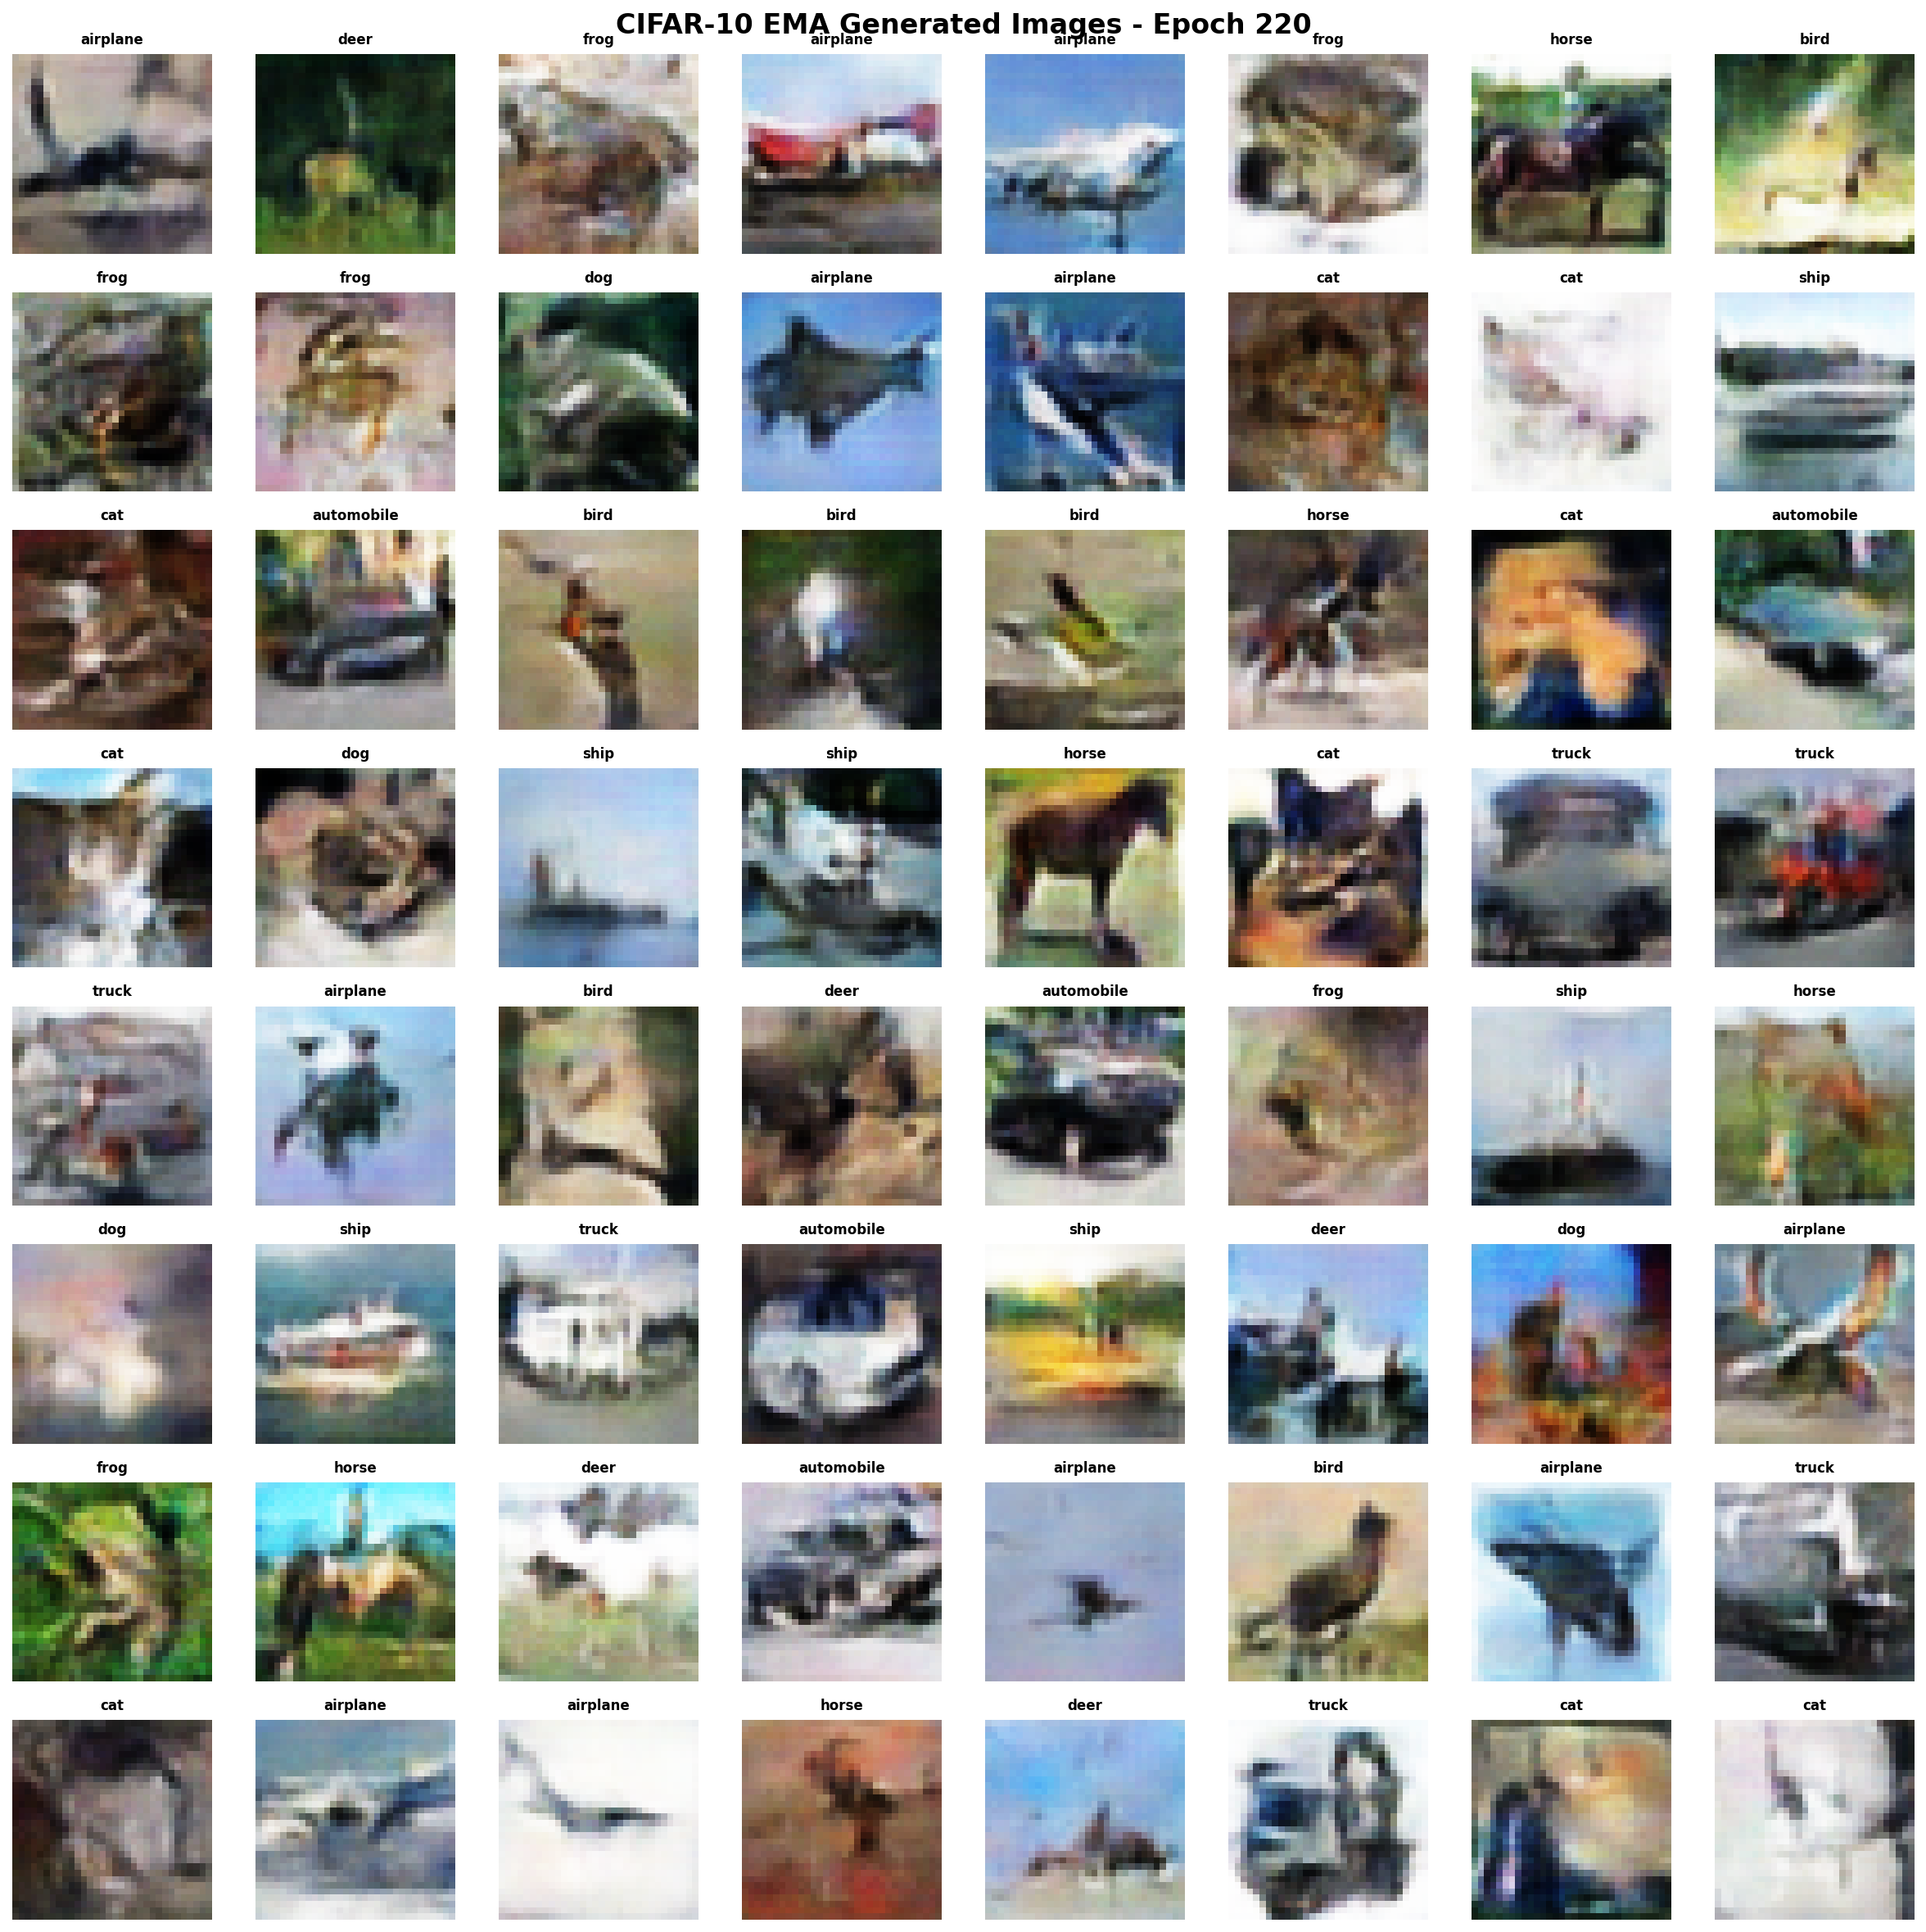 CIFAR-10 EMA Generated Images - Epoch 220
airplane deer frog airplane airplane frog horse bird
frog frog dog airplane airplane cat cat ship
cat automobile bird bird bird horse cat automobile
cat dog ship ship horse cat truck truck
truck airplane bird deer automobile frog ship horse
dog ship truck automobile ship deer dog airplane
frog horse deer automobile airplane bird airplane truck
cat airplane airplane horse deer truck cat cat